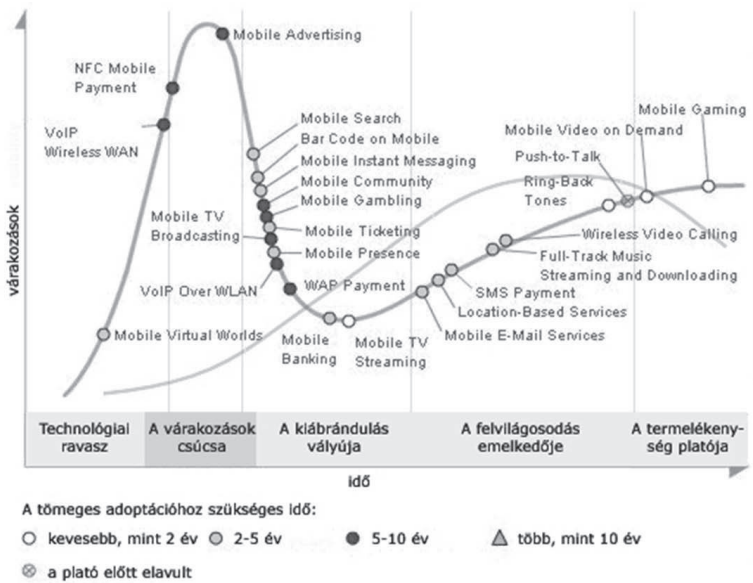 Mobile Advertising
NFC Mobile
Payment
VoIP
Wireless WAN
Mobile Search
Bar Code on Mobile
Mobile Instant Messaging
Mobile Community
Mobile Gambling
Mobile TV
Broadcasting
Mobile Ticketing
Mobile Presence
VoIP Over WLAN
WAP Payment
Mobile Virtual Worlds
Mobile
Banking
Mobile TV
Streaming
Mobile Gaming
Mobile Video on Demand
Push-to-Talk
Ring-Back
Tones
Wireless Video Calling
Full-Track Music
Streaming and Downloading
SMS Payment
Location-Based Services
Mobile E-Mail Services
várakozások
Technológiai
ravasz
A várakozások
csúcsa
A kiábrándulás
vályúja
A felvilágosodás
emelkedője
A termelékeny-
ség platója
idő
A tömeges adoptációhoz szükséges idő:
kevesebb, mint 2 év
2-5 év
5-10 év
több, mint 10 év
a plató előtt elavult